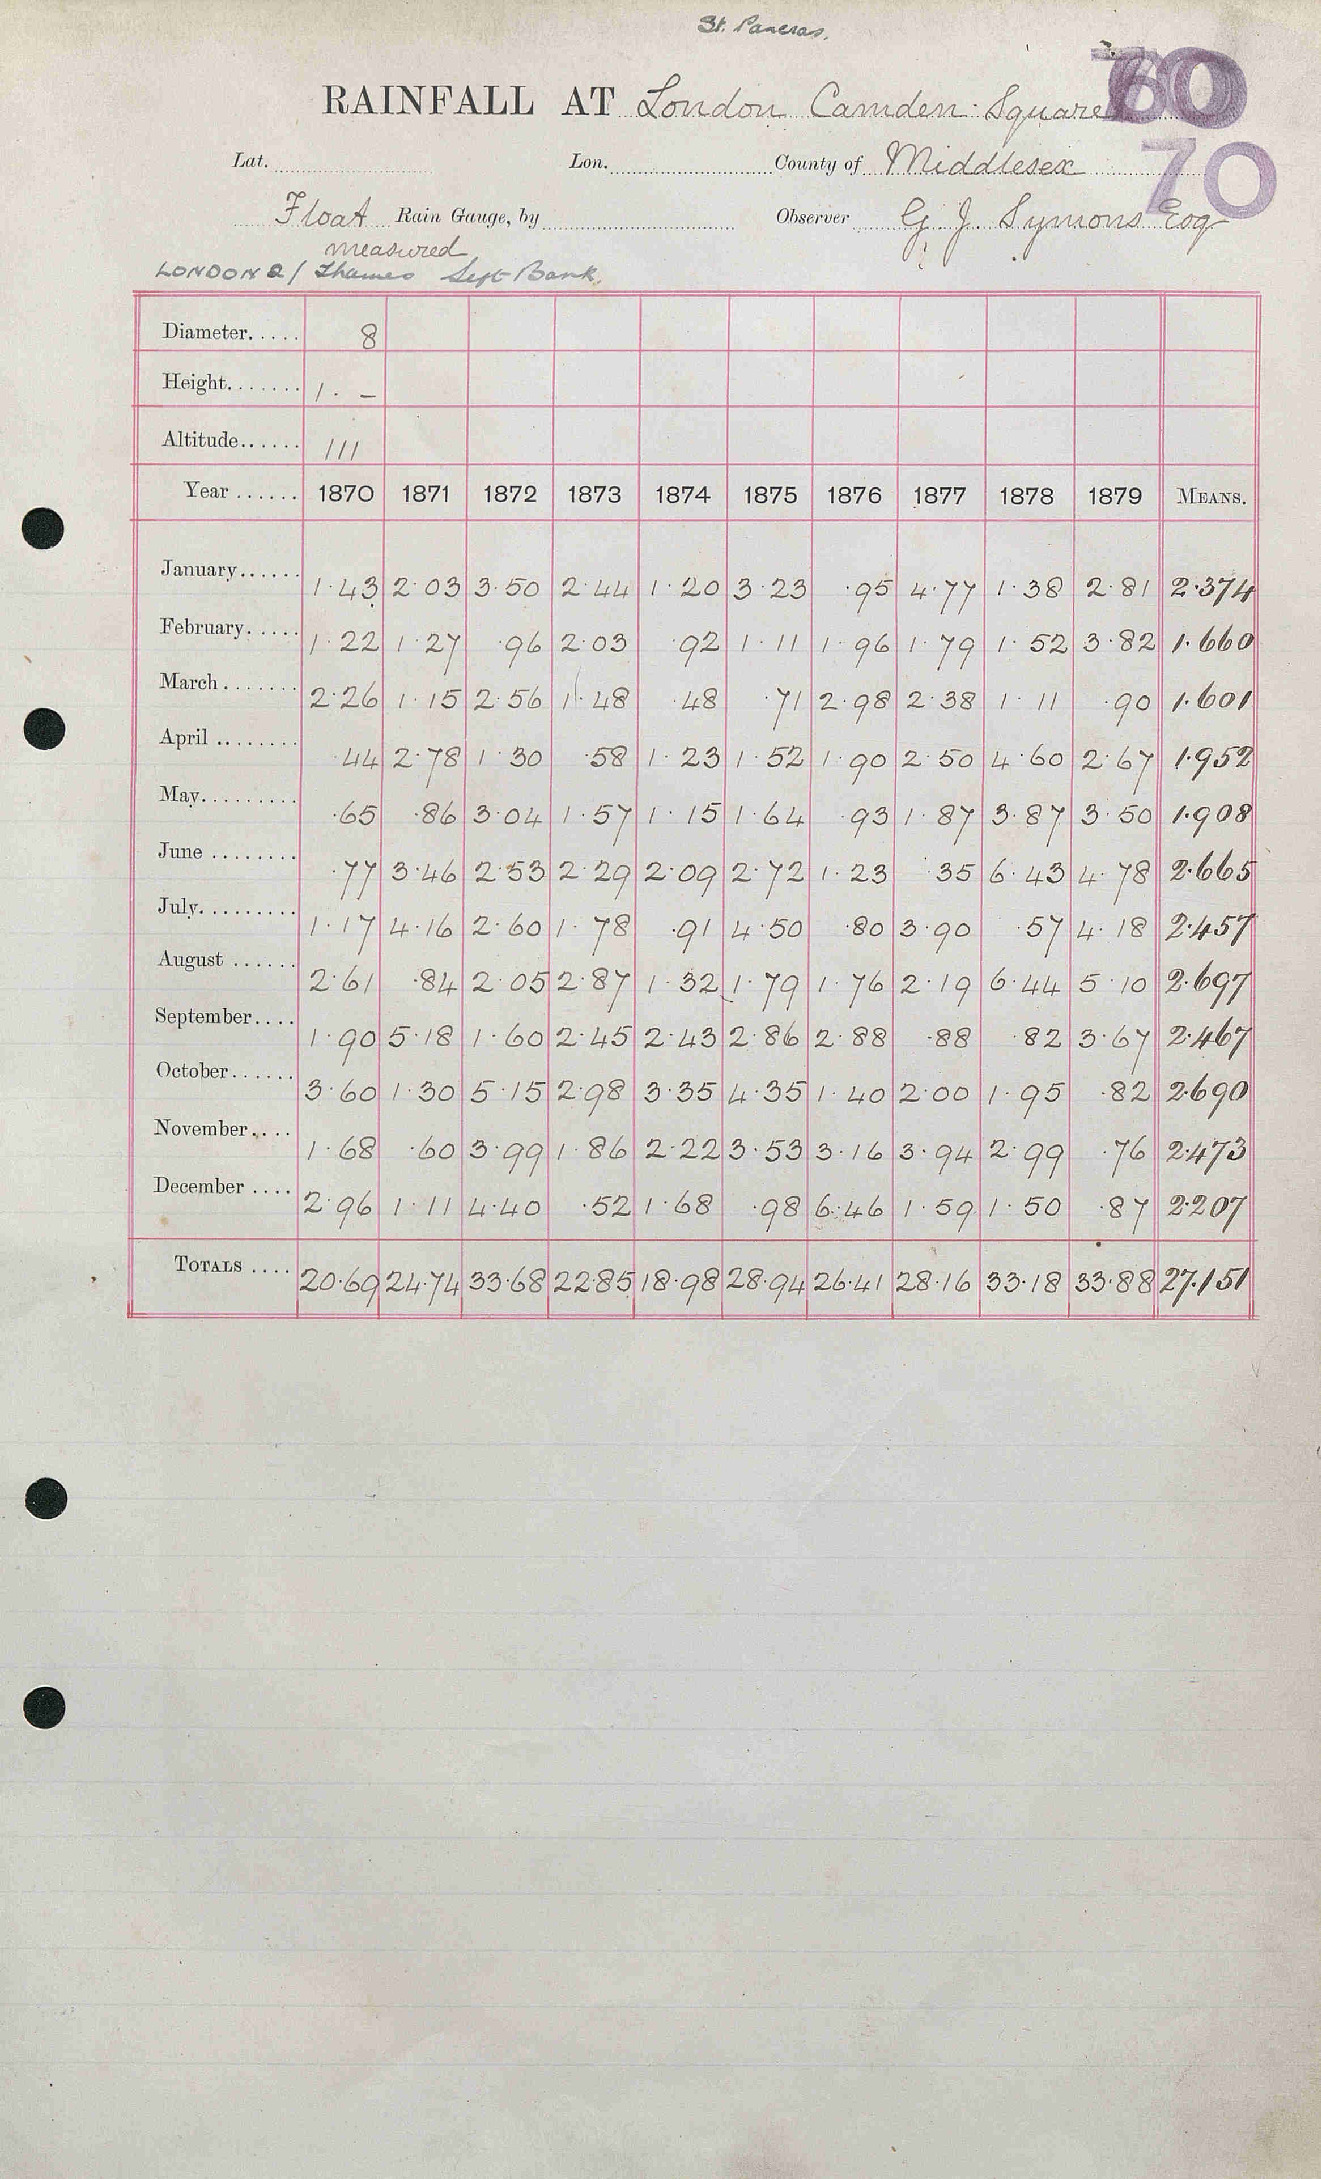 St. Pancras.
60
RAINFALL AT London Camden Square
70
Lat. Lon. County of Middlesex
Float Rain Gauge, by Observer G. J. Symons Esq
measured
LONDON 2/ Thames Left Bank.
Diameter..... 8
Height....... 1. –
Altitude...... 111
Year ...... 1870 1871 1872 1873 1874 1875 1876 1877 1878 1879 MEANS.
January...... 1.43 2.03 3.50 2.44 1.20 3.23 .95 4.77 1.38 2.81 2.374
February..... 1.22 1.27 .96 2.03 .92 1.11 1.96 1.79 1.52 3.82 1.660
March ....... 2.26 1.15 2.56 1.48 .48 .71 2.98 2.38 1.11 .90 1.601
April ........ .44 2.78 1.30 .58 1.23 1.52 1.90 2.50 4.60 2.67 1.952
May......... .65 .86 3.04 1.57 1.15 1.64 .93 1.87 3.87 3.50 1.908
June ........ .77 3.46 2.53 2.29 2.09 2.72 1.23 .35 6.43 4.78 2.665
July......... 1.17 4.16 2.60 1.78 .91 4.50 .80 3.90 .57 4.18 2.457
August ...... 2.61 .84 2.05 2.87 1.32 1.79 1.76 2.19 6.44 5.10 2.697
September.... 1.90 5.18 1.60 2.45 2.43 2.86 2.88 .88 .82 3.67 2.467
October...... 3.60 1.30 5.15 2.98 3.35 4.35 1.40 2.00 1.95 .82 2.690
November.... 1.68 .60 3.99 1.86 2.22 3.53 3.16 3.94 2.99 .76 2.473
December .... 2.96 1.11 4.40 .52 1.68 .98 6.46 1.59 1.50 .87 2.207
TOTALS .... 20.69 24.74 33.68 22.85 18.98 28.94 26.41 28.16 33.18 33.88 27.151